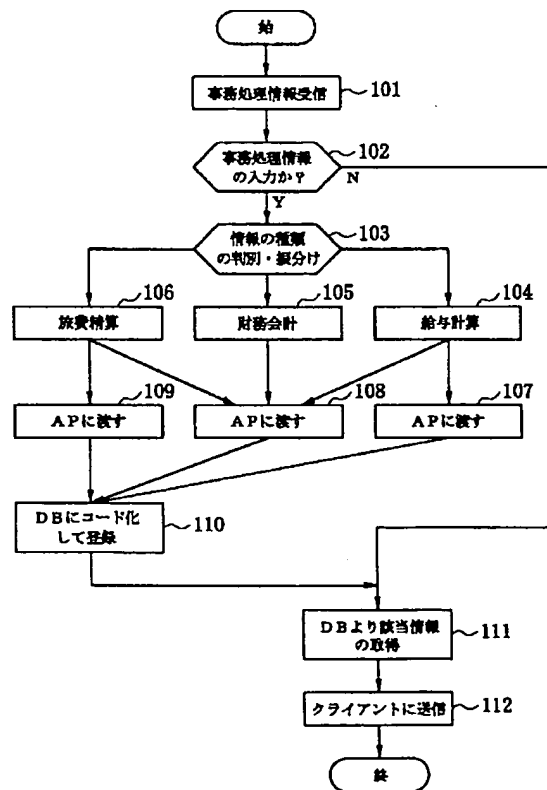 始
事務処理情報受信
101
事務処理情報
の入力か?
102
N
Y
情報の種類
の判別・振分け
103
旅費精算
106
財務会計
105
給与計算
104
APに渡す
109
APに渡す
108
APに渡す
107
DBにコード化
して登録
110
DBより該当情報
の取得
111
クライアントに送信
112
終